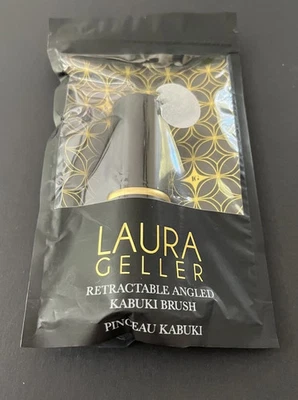 LAURA
GELLER
RETRACTABLE ANGLED
KABUKI BRUSH
PINCEAU KABUKI